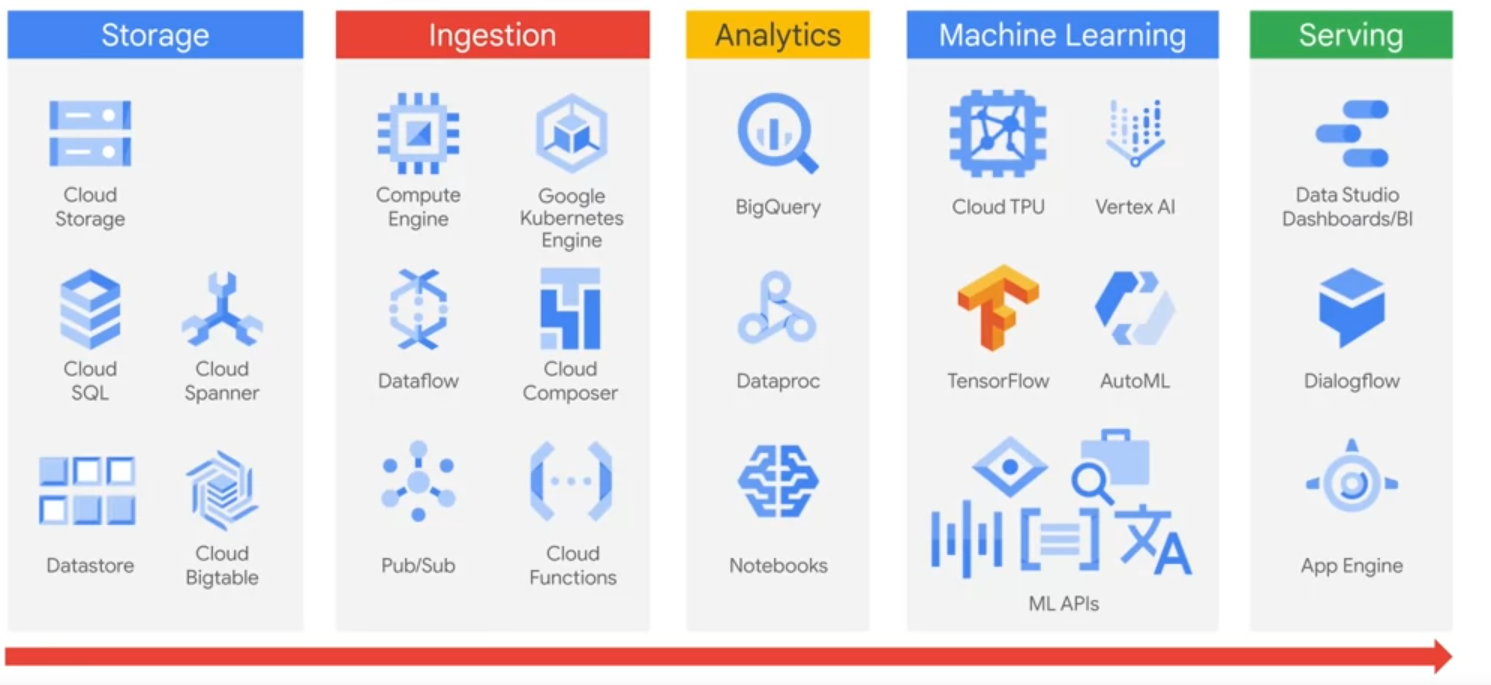 Storage
Cloud
Storage
Cloud
SQL
Cloud
Spanner
Datastore
Cloud
Bigtable
Ingestion
Compute
Engine
Google
Kubernetes
Engine
Dataflow
Cloud
Composer
Pub/Sub
Cloud
Functions
Analytics
BigQuery
Dataproc
Notebooks
Machine Learning
Cloud TPU
Vertex AI
TensorFlow
AutoML
文A
ML APIs
Serving
Data Studio
Dashboards/BI
Dialogflow
App Engine